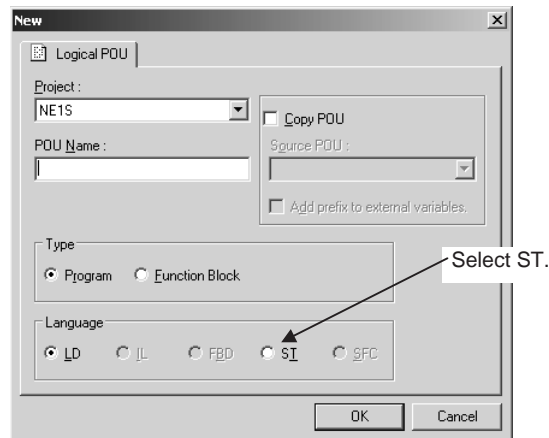 New
Logical POU
Project :
NE1S
POU Name :
Copy POU
Source POU :
Add prefix to external variables.
Type
Program
Function Block
Select ST.
Language
LD
IL
FBD
ST
SFC
OK
Cancel